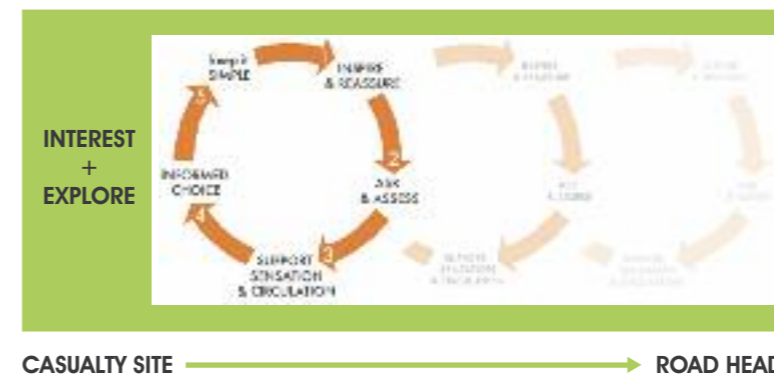 INTEREST
+
EXPLORE
keep it
SIMPLE
INSPIRE
& REASSURE
2
ASK
& ASSESS
3
SUPPORT
SENSATION
& CIRCULATION
4
INFORMED
CHOICE
5
CASUALTY SITE
ROAD HEAD